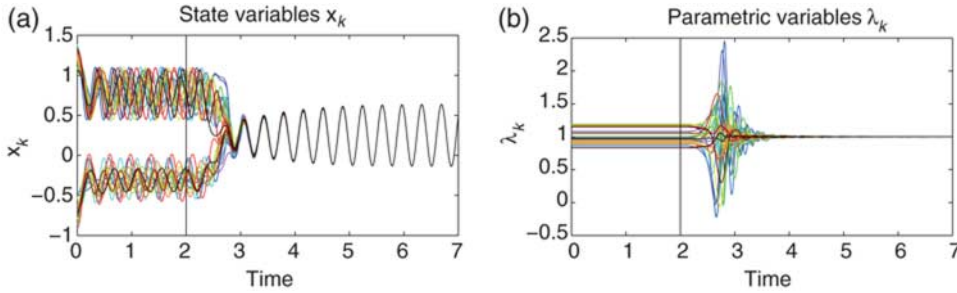 (a) State variables x_k
1.5
1
0.5
0
−0.5
−1
x_k
0 1 2 3 4 5 6 7
Time
(b) Parametric variables λ_k
2.5
2
1.5
1
0.5
0
−0.5
λ_k
0 1 2 3 4 5 6 7
Time